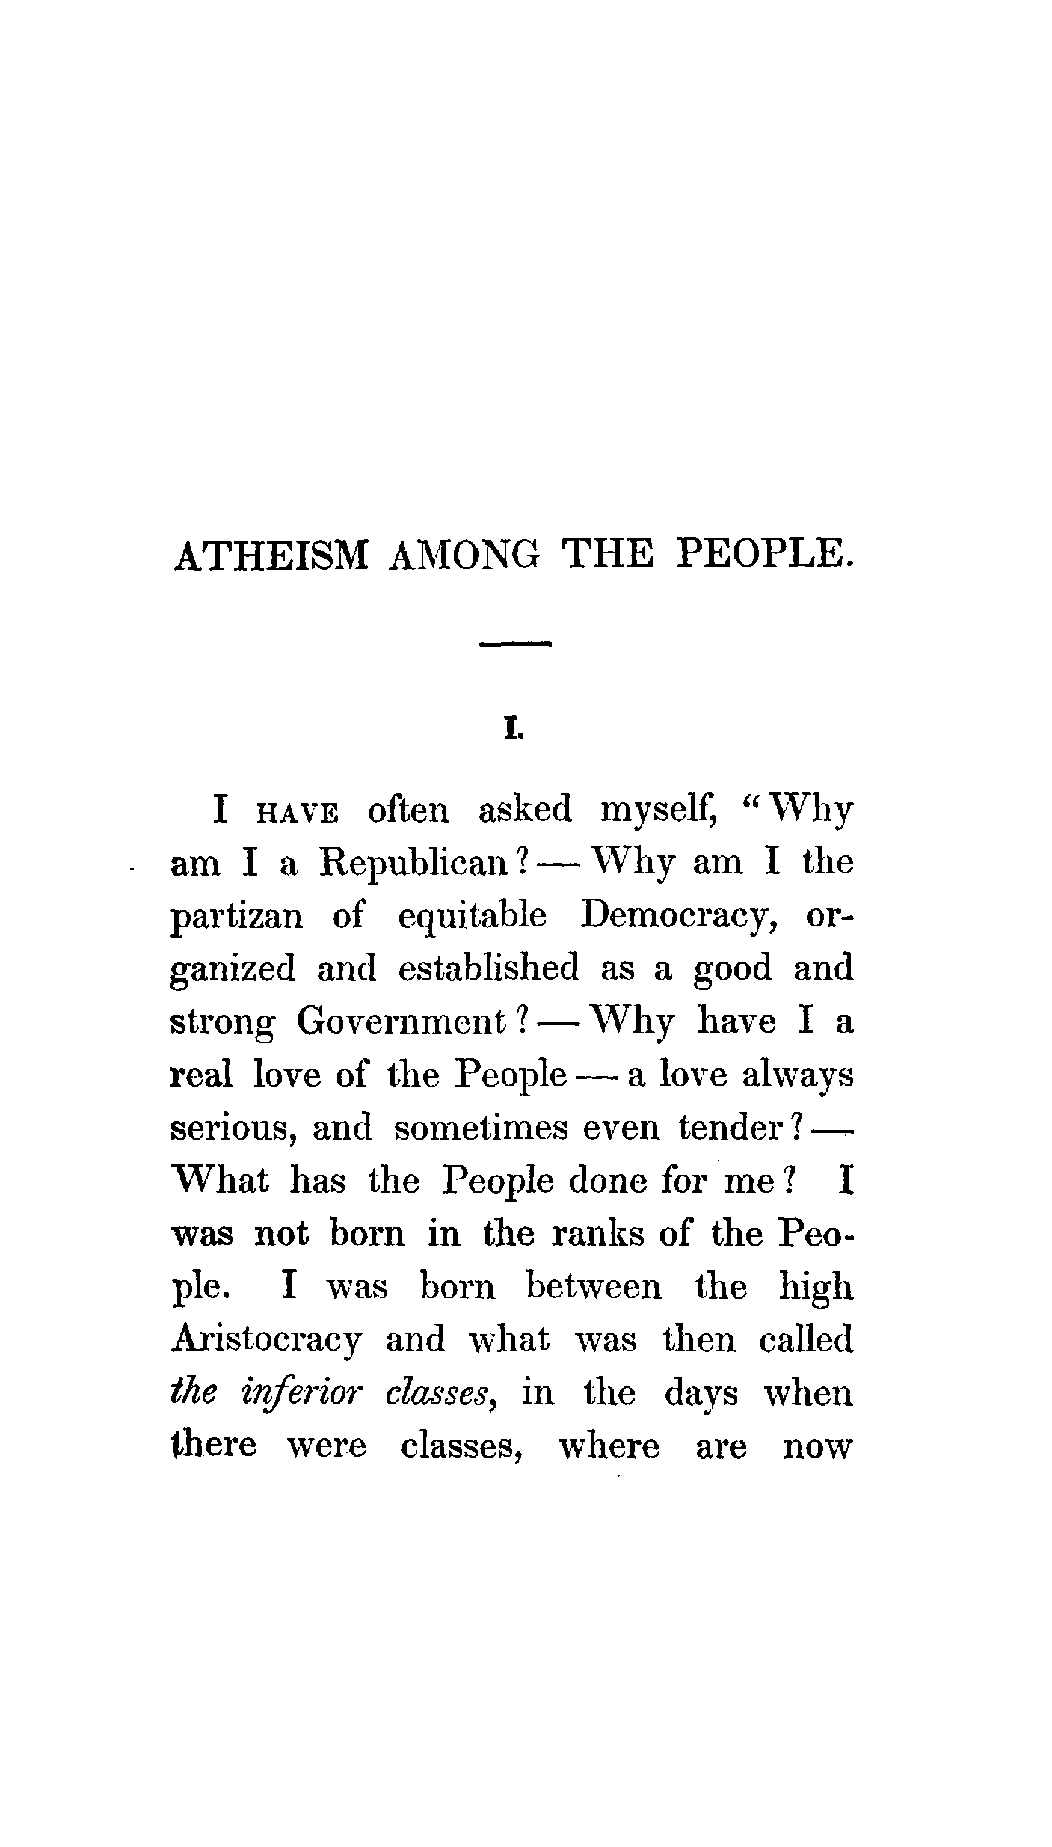 ATHEISM AMONG THE PEOPLE.
I.
I HAVE often asked myself, “Why
am I a Republican?—Why am I the
partizan of equitable Democracy, or-
ganized and established as a good and
strong Government?—Why have I a
real love of the People—a love always
serious, and sometimes even tender?—
What has the People done for me? I
was not born in the ranks of the Peo-
ple. I was born between the high
Aristocracy and what was then called
the inferior classes, in the days when
there were classes, where are now